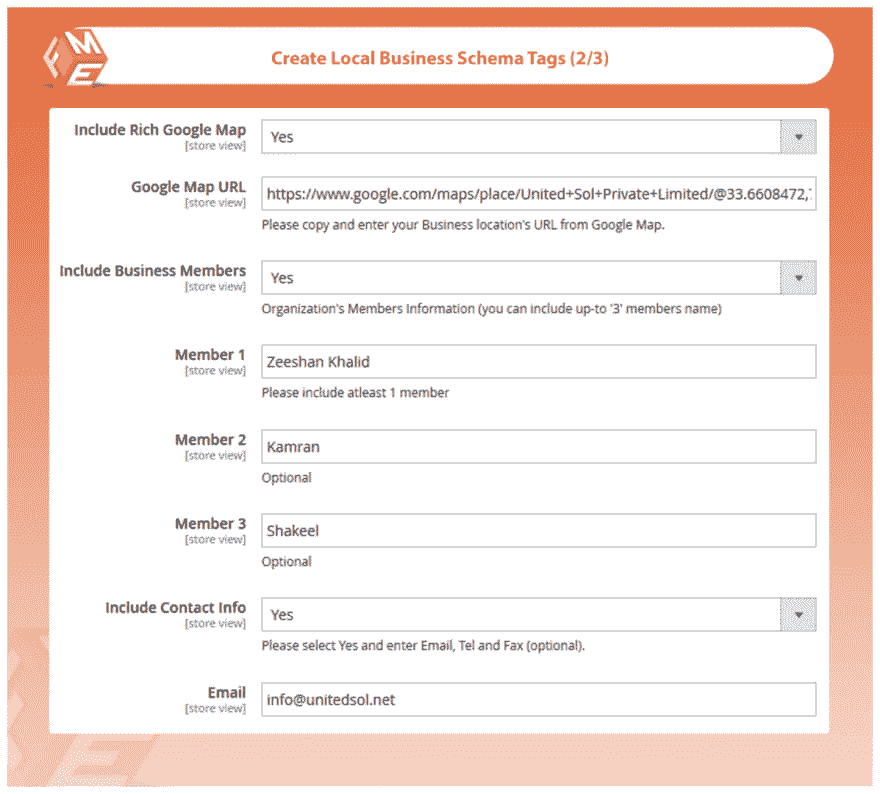 FME
Create Local Business Schema Tags (2/3)
Include Rich Google Map
[store view]
Yes
Google Map URL
[store view]
https://www.google.com/maps/place/United+Sol+Private+Limited/@33.6608472,
Please copy and enter your Business location's URL from Google Map.
Include Business Members
[store view]
Yes
Organization's Members Information (you can include up-to '3' members name)
Member 1
[store view]
Zeeshan Khalid
Please include atleast 1 member
Member 2
[store view]
Kamran
Optional
Member 3
[store view]
Shakeel
Optional
Include Contact Info
[store view]
Yes
Please select Yes and enter Email, Tel and Fax (optional).
Email
[store view]
info@unitedsol.net